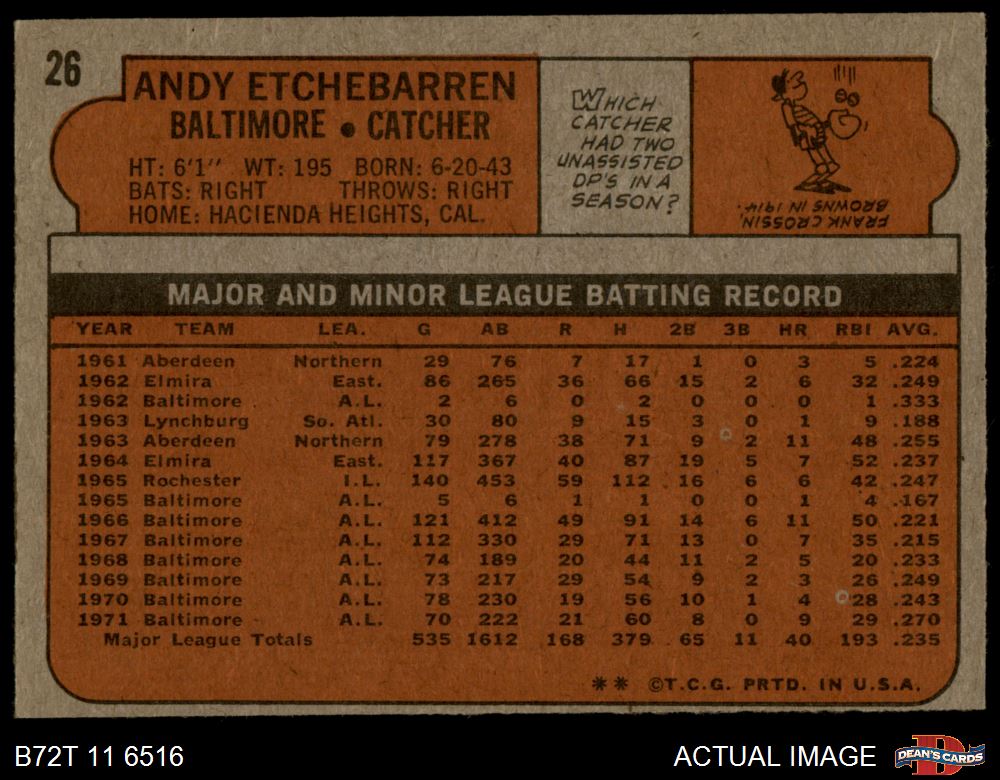 26
ANDY ETCHEBARREN
BALTIMORE • CATCHER
HT: 6'1" WT: 195 BORN: 6-20-43
BATS: RIGHT THROWS: RIGHT
HOME: HACIENDA HEIGHTS, CAL.
WHICH
CATCHER
HAD TWO
UNASSISTED
DP'S IN A
SEASON?
FRANK CROSSIN,
BROWNS IN 1914.
MAJOR AND MINOR LEAGUE BATTING RECORD
YEAR TEAM LEA. G AB R H 2B 3B HR RBI AVG.
1961 Aberdeen Northern 29 76 7 17 1 0 3 5 .224
1962 Elmira East. 86 265 36 66 15 2 6 32 .249
1962 Baltimore A.L. 2 6 0 2 0 0 0 1 .333
1963 Lynchburg So. Atl. 30 80 9 15 3 0 1 9 .188
1963 Aberdeen Northern 79 278 38 71 9 2 11 48 .255
1964 Elmira East. 117 367 40 87 19 5 7 52 .237
1965 Rochester I.L. 140 453 59 112 16 6 6 42 .247
1965 Baltimore A.L. 5 6 1 1 0 0 1 4 .167
1966 Baltimore A.L. 121 412 49 91 14 6 11 50 .221
1967 Baltimore A.L. 112 330 29 71 13 0 7 35 .215
1968 Baltimore A.L. 74 189 20 44 11 2 5 20 .233
1969 Baltimore A.L. 73 217 29 54 9 2 3 26 .249
1970 Baltimore A.L. 78 230 19 56 10 1 4 28 .243
1971 Baltimore A.L. 70 222 21 60 8 0 9 29 .270
Major League Totals 535 1612 168 379 65 11 40 193 .235
** ©T.C.G. PRTD. IN U.S.A.
B72T 11 6516
ACTUAL IMAGE
DEAN'S CARDS